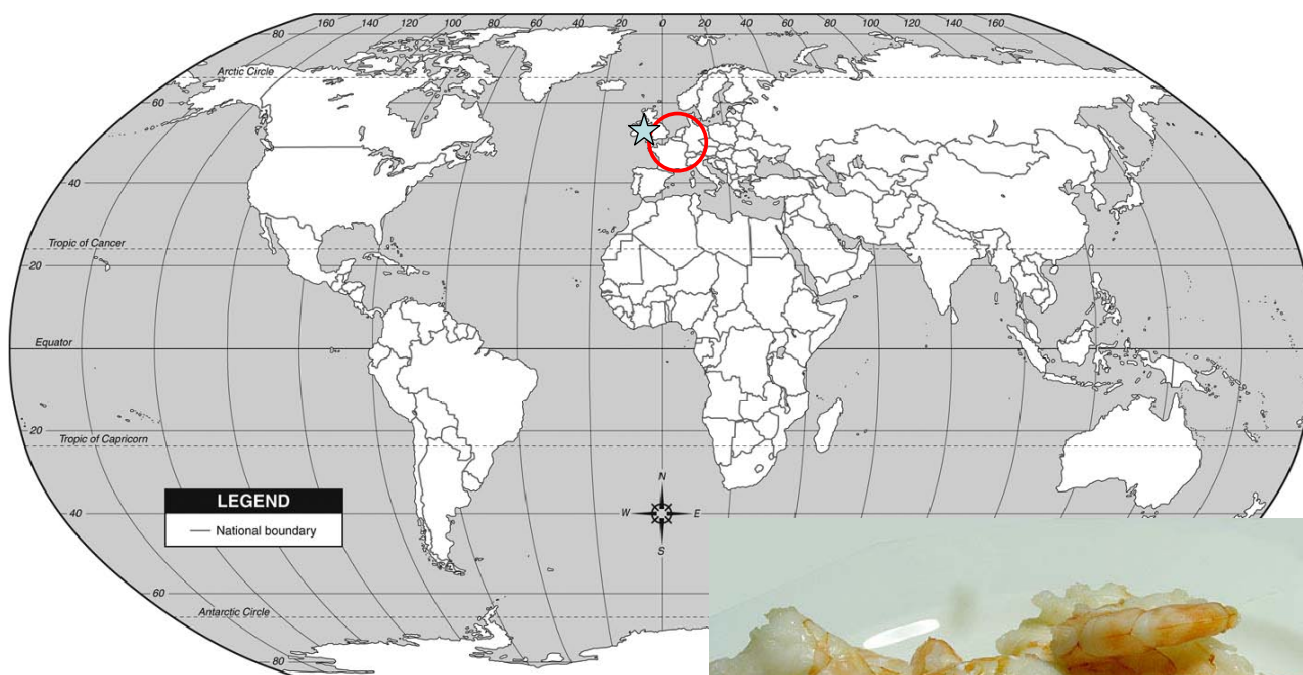 160 140 120 100 80 60 40 20 0 20 40 60 80 100 120 140 160
80
Arctic Circle
60
40
Tropic of Cancer
20
Equator
20
Tropic of Capricorn
LEGEND
National boundary
40
N
W E
S
60
Antarctic Circle
80